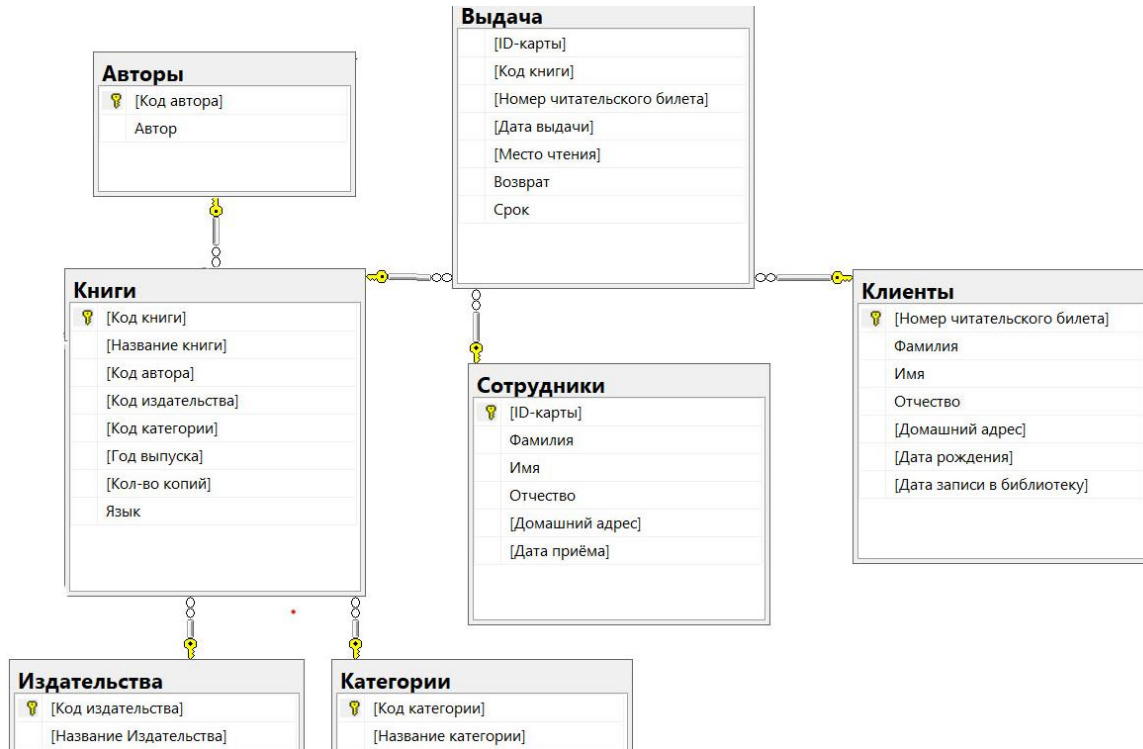 Выдача
[ID-карты]
[Код книги]
[Номер читательского билета]
[Дата выдачи]
[Место чтения]
Возврат
Срок
Авторы
[Код автора]
Автор
Книги
[Код книги]
[Название книги]
[Код автора]
[Код издательства]
[Код категории]
[Год выпуска]
[Кол-во копий]
Язык
Сотрудники
[ID-карты]
Фамилия
Имя
Отчество
[Домашний адрес]
[Дата приёма]
Клиенты
[Номер читательского билета]
Фамилия
Имя
Отчество
[Домашний адрес]
[Дата рождения]
[Дата записи в библиотеку]
Издательства
[Код издательства]
[Название Издательства]
Категории
[Код категории]
[Название категории]